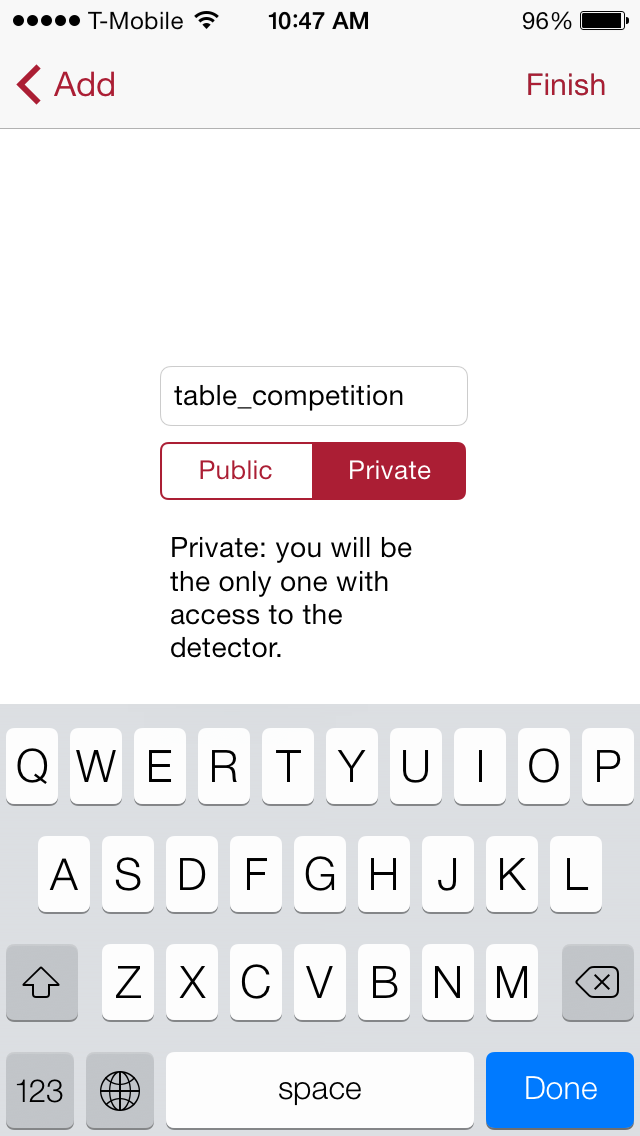 T-Mobile 10:47 AM 96%
Add Finish
table_competition
Public Private
Private: you will be
the only one with
access to the
detector.
Q W E R T Y U I O P
A S D F G H J K L
Z X C V B N M
123 space Done